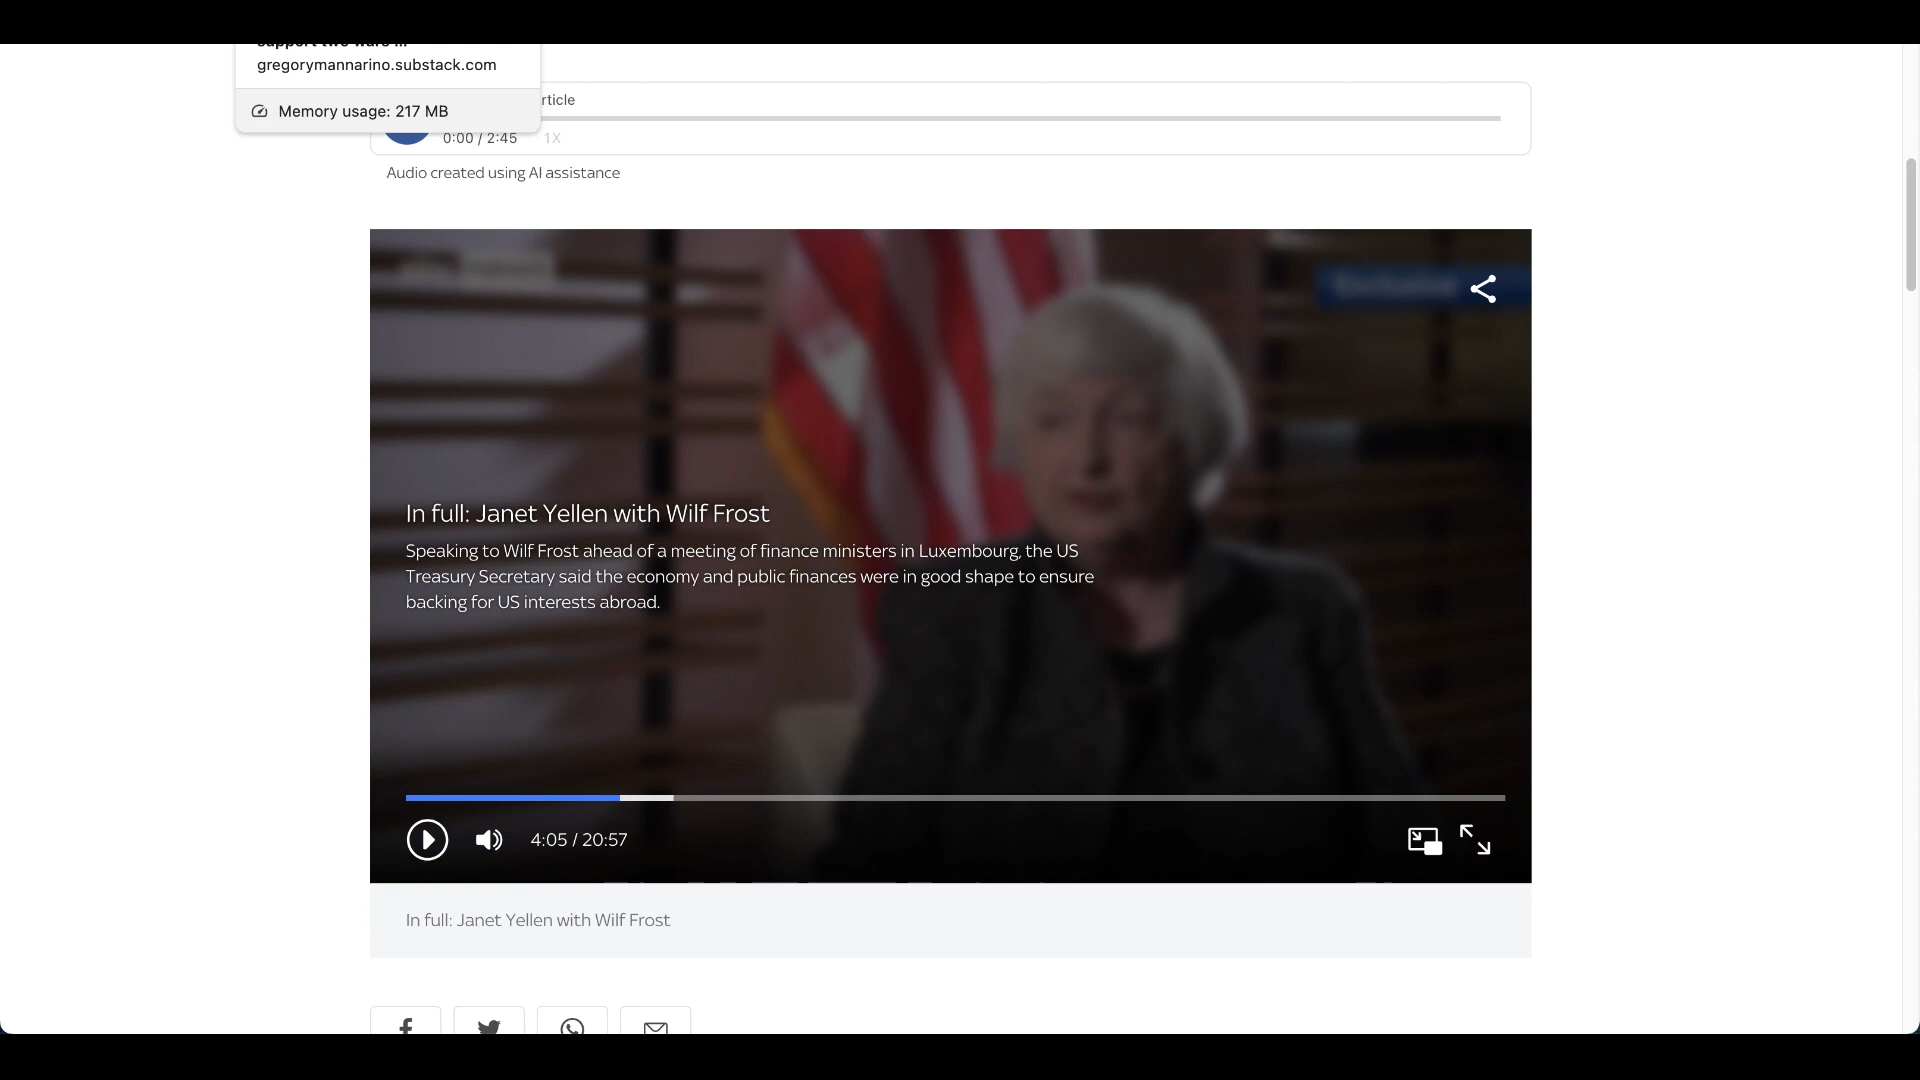 gregorymannarino.substack.com
Memory usage: 217 MB
rticle
0:00 / 2:45 1X
Audio created using AI assistance
In full: Janet Yellen with Wilf Frost
Speaking to Wilf Frost ahead of a meeting of finance ministers in Luxembourg, the US
Treasury Secretary said the economy and public finances were in good shape to ensure
backing for US interests abroad.
4:05 / 20:57
In full: Janet Yellen with Wilf Frost